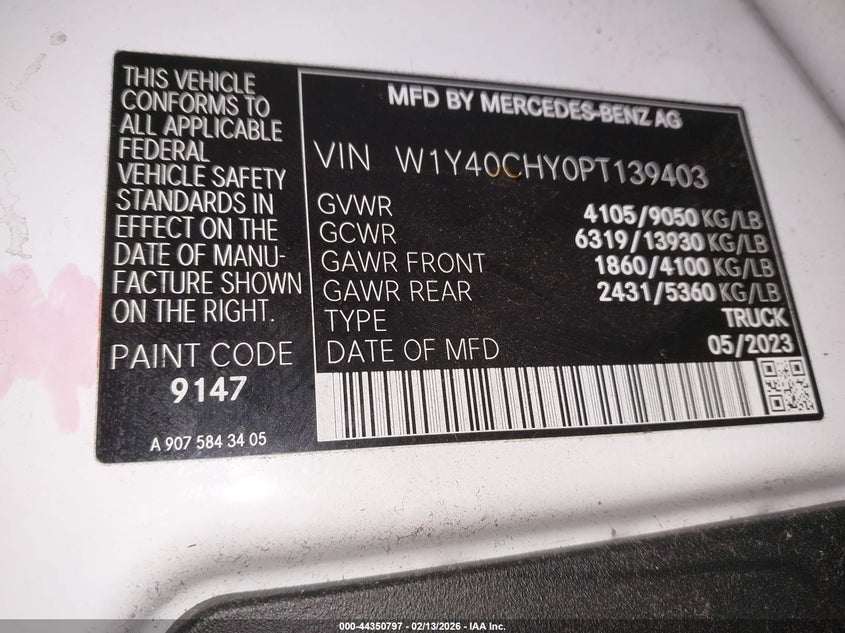 THIS VEHICLE
CONFORMS TO
ALL APPLICABLE
FEDERAL
VEHICLE SAFETY
STANDARDS IN
EFFECT ON THE
DATE OF MANU-
FACTURE SHOWN
ON THE RIGHT.
PAINT CODE
9147
A 907 584 34 05
MFD BY MERCEDES-BENZ AG
VIN W1Y40CHY0PT139403
GVWR 4105/9050 KG/LB
GCWR 6319/13930 KG/LB
GAWR FRONT 1860/4100 KG/LB
GAWR REAR 2431/5360 KG/LB
TYPE TRUCK
DATE OF MFD 05/2023
000-44350797 - 02/13/2026 - IAA Inc.